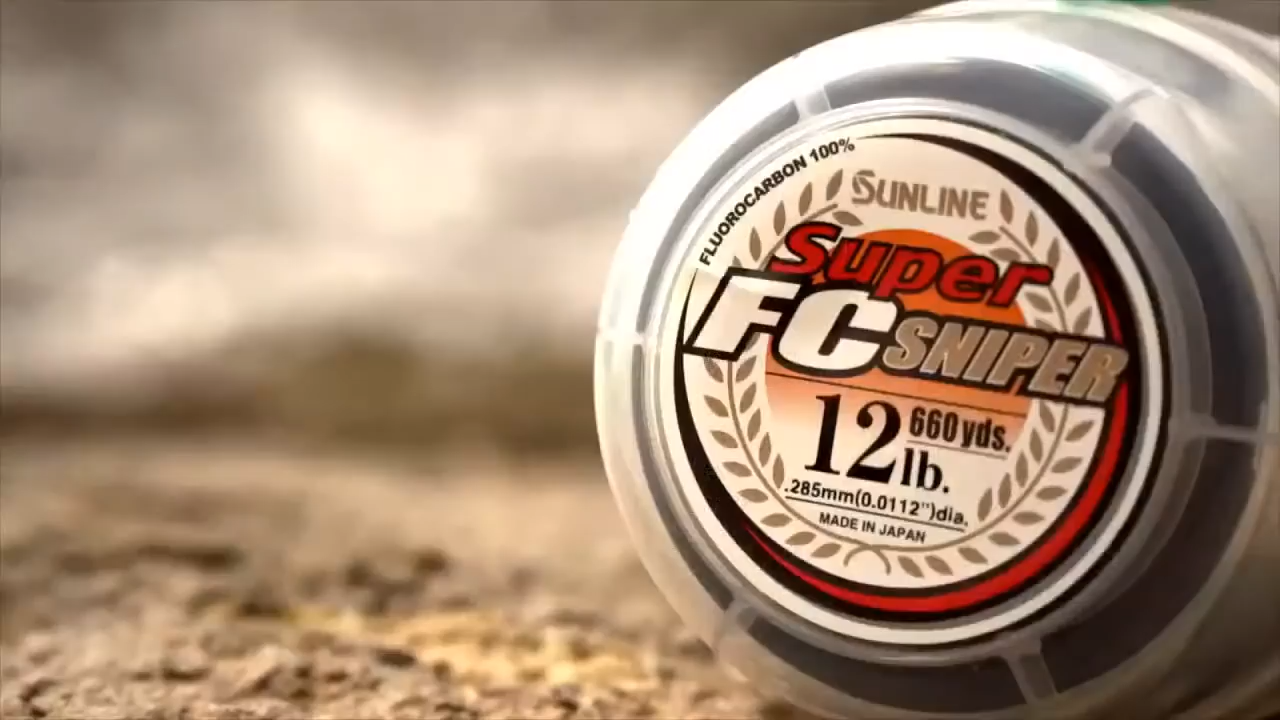 FLUOROCARBON 100%
SUNLINE
Super
FC SNIPER
12 lb. 660 yds.
.285mm(0.0112")dia.
MADE IN JAPAN